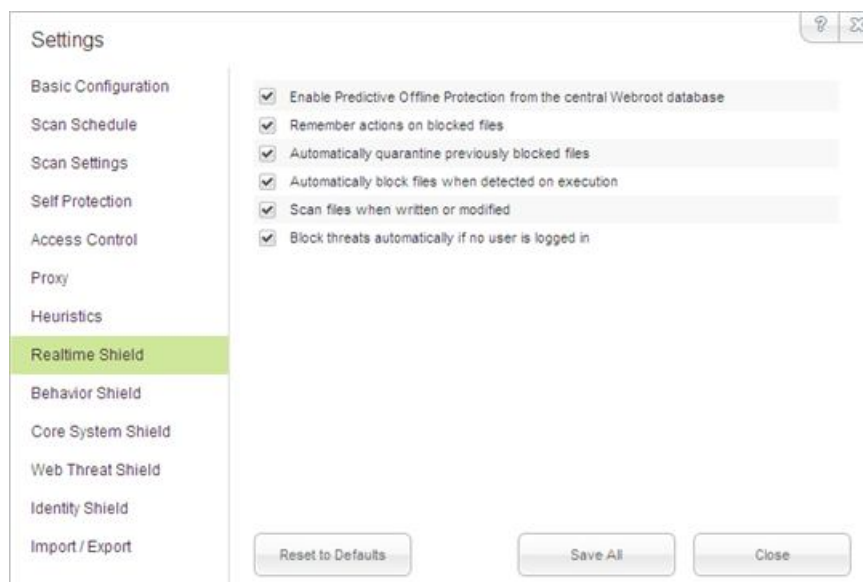 Settings
?
Basic Configuration
Scan Schedule
Scan Settings
Self Protection
Access Control
Proxy
Heuristics
Realtime Shield
Behavior Shield
Core System Shield
Web Threat Shield
Identity Shield
Import / Export
Enable Predictive Offline Protection from the central Webroot database
Remember actions on blocked files
Automatically quarantine previously blocked files
Automatically block files when detected on execution
Scan files when written or modified
Block threats automatically if no user is logged in
Reset to Defaults
Save All
Close